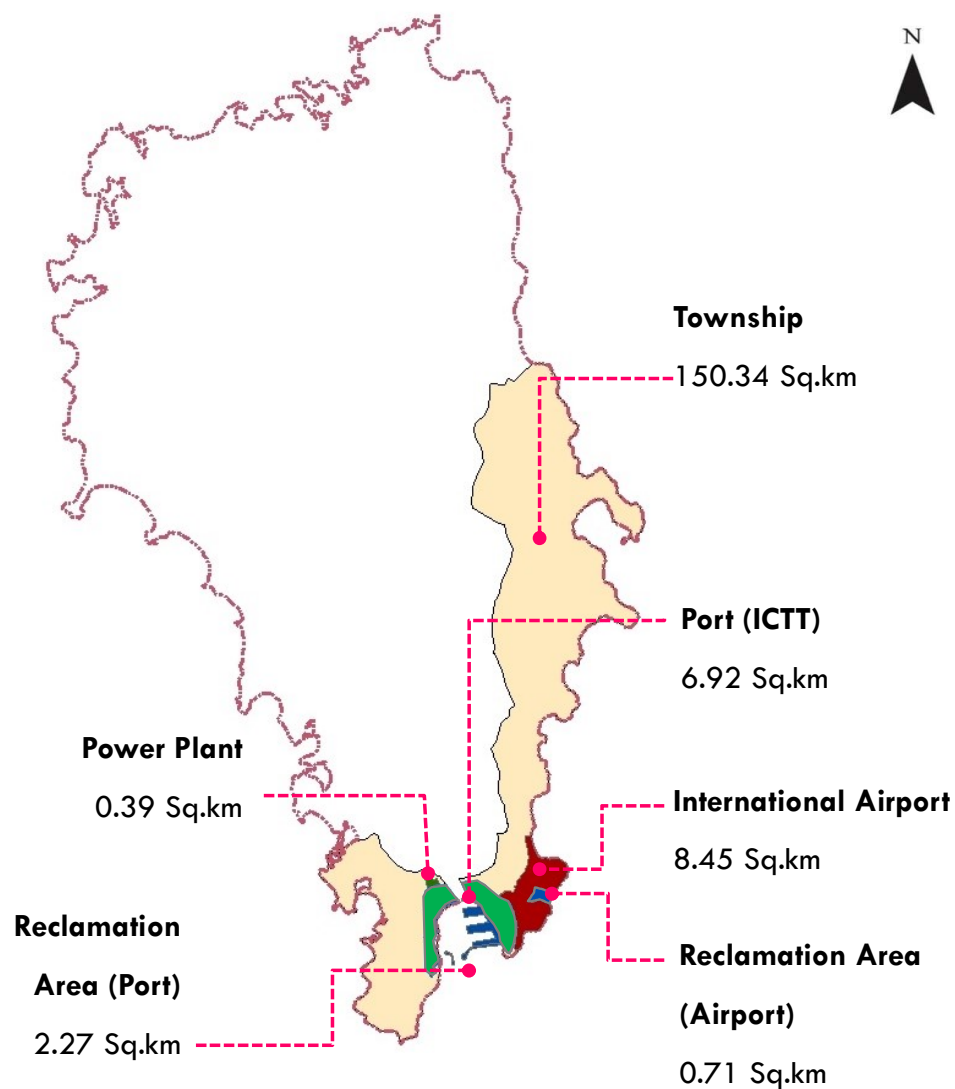 N
Township
150.34 Sq.km
Port (ICTT)
6.92 Sq.km
Power Plant
0.39 Sq.km
International Airport
8.45 Sq.km
Reclamation
Area (Port)
2.27 Sq.km
Reclamation Area
(Airport)
0.71 Sq.km